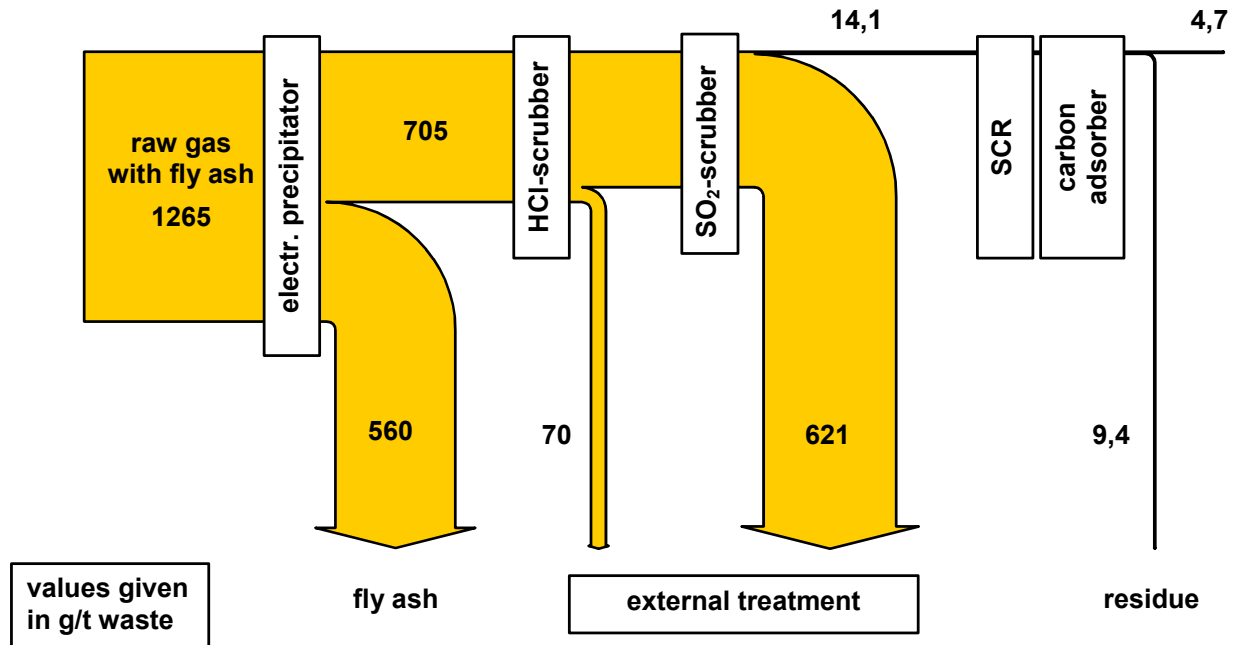 14,1
4,7
raw gas
with fly ash
1265
electr. precipitator
705
HCl-scrubber
SO₂-scrubber
SCR
carbon
adsorber
560
70
621
9,4
values given
in g/t waste
fly ash
external treatment
residue